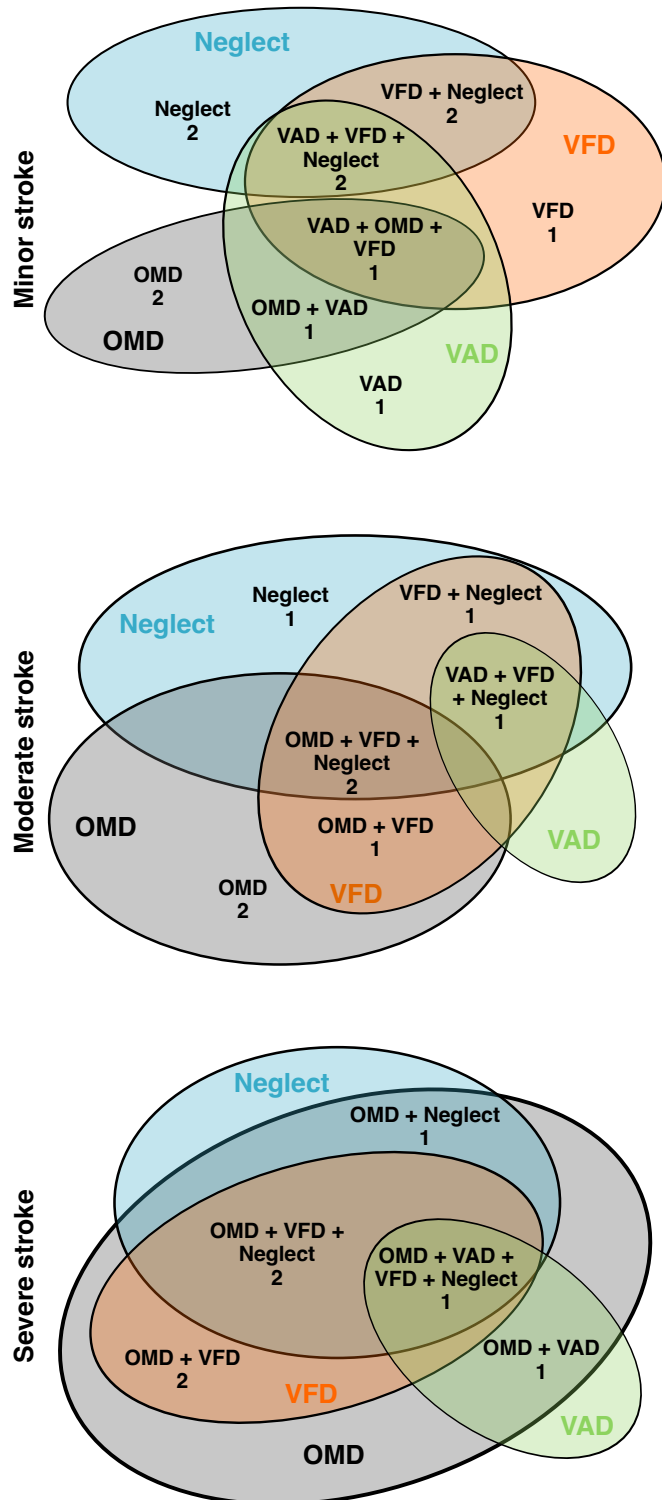 Minor stroke
Neglect
Neglect
2
VFD + Neglect
2
VFD
VAD + VFD +
Neglect
2
VFD
1
VAD + OMD +
VFD
1
OMD
2
OMD
OMD + VAD
1
VAD
VAD
1
Moderate stroke
Neglect
Neglect
1
VFD + Neglect
1
VAD + VFD
+ Neglect
1
OMD + VFD +
Neglect
2
OMD
OMD + VFD
1
VAD
OMD
2
VFD
Severe stroke
Neglect
OMD + Neglect
1
OMD + VFD +
Neglect
2
OMD + VAD +
VFD + Neglect
1
OMD + VFD
2
OMD + VAD
1
VFD
VAD
OMD